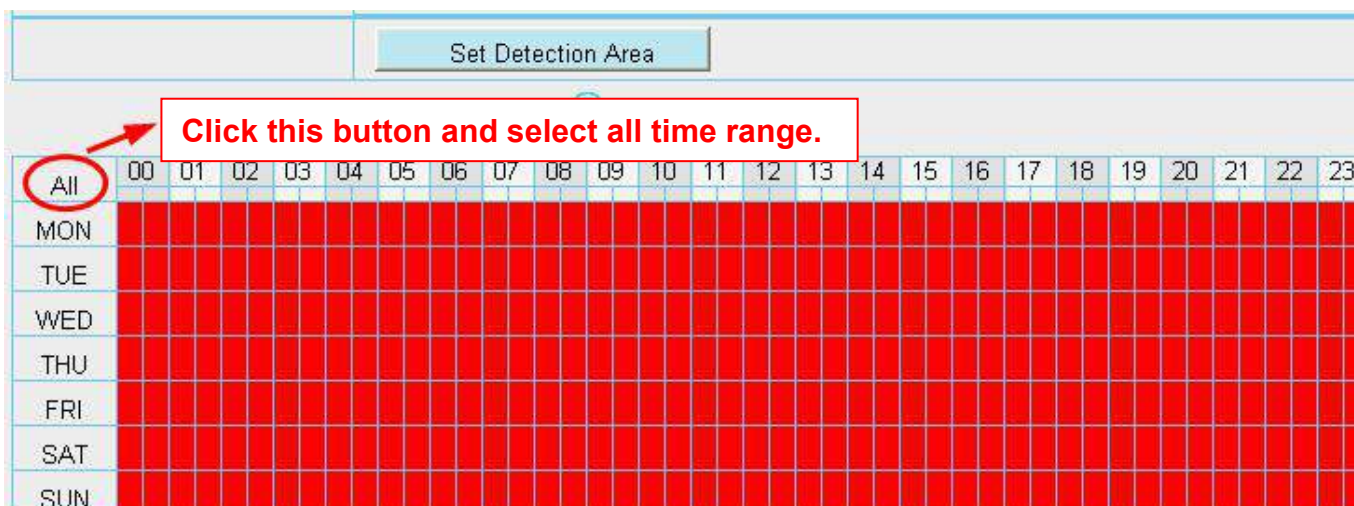 Set Detection Area
Click this button and select all time range.
All 00 01 02 03 04 05 06 07 08 09 10 11 12 13 14 15 16 17 18 19 20 21 22 23
MON
TUE
WED
THU
FRI
SAT
SUN